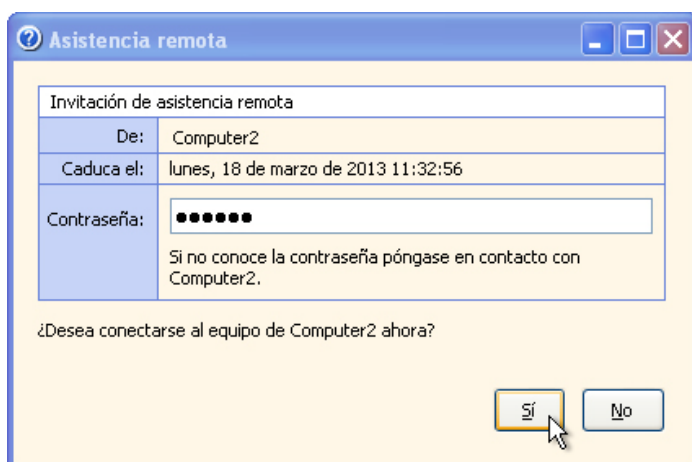 Asistencia remota
Invitación de asistencia remota
De: Computer2
Caduca el: lunes, 18 de marzo de 2013 11:32:56
Contraseña: ●●●●●●
Si no conoce la contraseña póngase en contacto con
Computer2.
¿Desea conectarse al equipo de Computer2 ahora?
Sí No